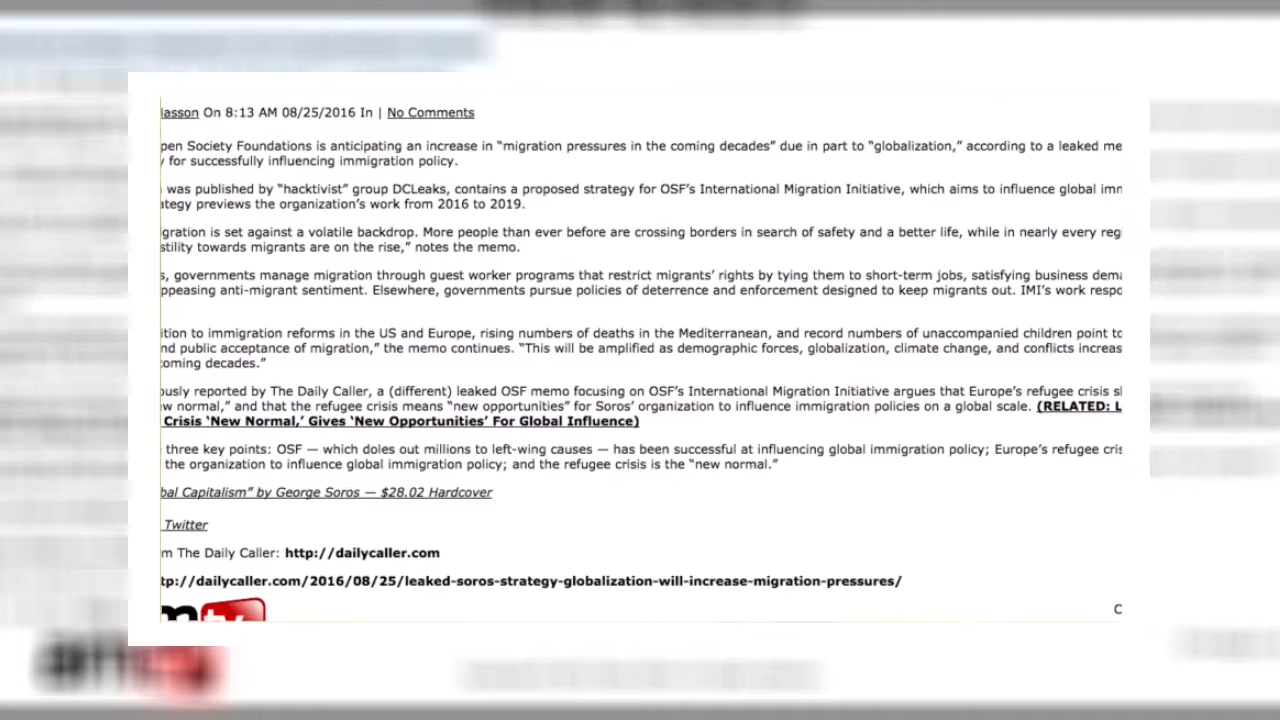 lasson On 8:13 AM 08/25/2016 In | No Comments
pen Society Foundations is anticipating an increase in “migration pressures in the coming decades” due in part to “globalization,” according to a leaked me
y for successfully influencing immigration policy.
was published by “hacktivist” group DCLeaks, contains a proposed strategy for OSF’s International Migration Initiative, which aims to influence global imm
ategy previews the organization’s work from 2016 to 2019.
gration is set against a volatile backdrop. More people than ever before are crossing borders in search of safety and a better life, while in nearly every reg
stility towards migrants are on the rise,” notes the memo.
s, governments manage migration through guest worker programs that restrict migrants’ rights by tying them to short-term jobs, satisfying business dema
ppeasing anti-migrant sentiment. Elsewhere, governments pursue policies of deterrence and enforcement designed to keep migrants out. IMI’s work respo
ition to immigration reforms in the US and Europe, rising numbers of deaths in the Mediterranean, and record numbers of unaccompanied children point to
nd public acceptance of migration,” the memo continues. “This will be amplified as demographic forces, globalization, climate change, and conflicts increas
coming decades.”
ously reported by The Daily Caller, a (different) leaked OSF memo focusing on OSF’s International Migration Initiative argues that Europe’s refugee crisis sh
ew normal,” and that the refugee crisis means “new opportunities” for Soros’ organization to influence immigration policies on a global scale. (RELATED: L
Crisis ‘New Normal,’ Gives ‘New Opportunities’ For Global Influence)
three key points: OSF — which doles out millions to left-wing causes — has been successful at influencing global immigration policy; Europe’s refugee cris
the organization to influence global immigration policy; and the refugee crisis is the “new normal.”
bal Capitalism” by George Soros — $28.02 Hardcover
Twitter
m The Daily Caller: http://dailycaller.com
tp://dailycaller.com/2016/08/25/leaked-soros-strategy-globalization-will-increase-migration-pressures/
m tv
C